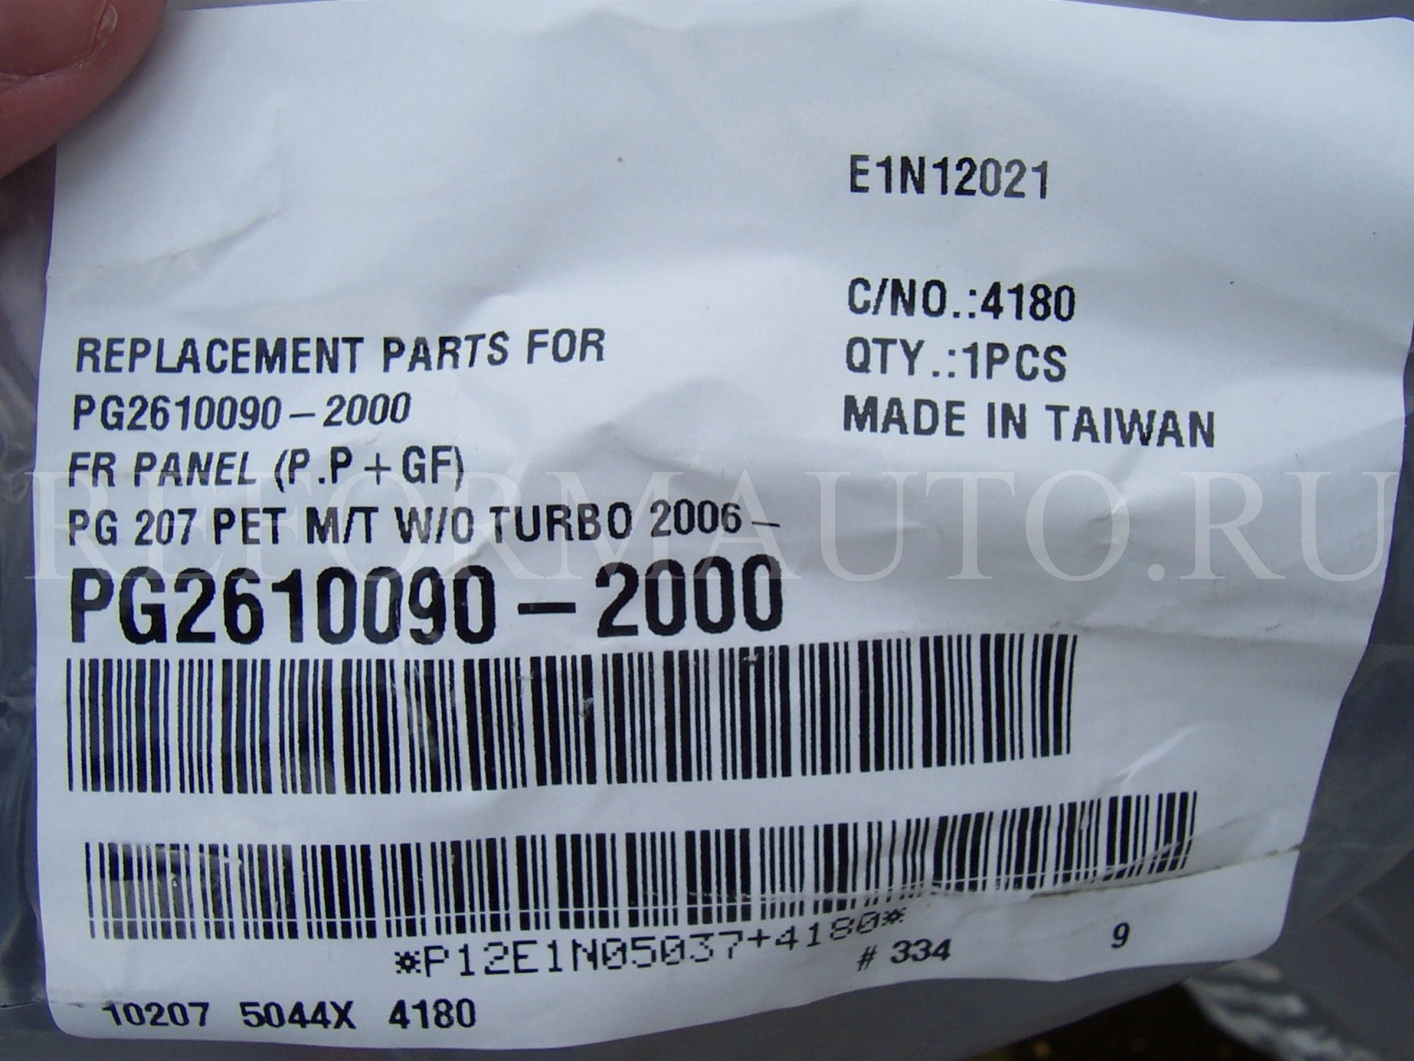 E1N12021
C/NO.:4180
QTY.:1PCS
MADE IN TAIWAN
REPLACEMENT PARTS FOR
PG2610090-2000
FR PANEL (P.P+GF)
PG 207 PET M/T W/O TURBO 2006-
REFORMAUTO.RU
PG2610090-2000
*P12E1N05037+4180*
# 334
9
10207 5044X 4180